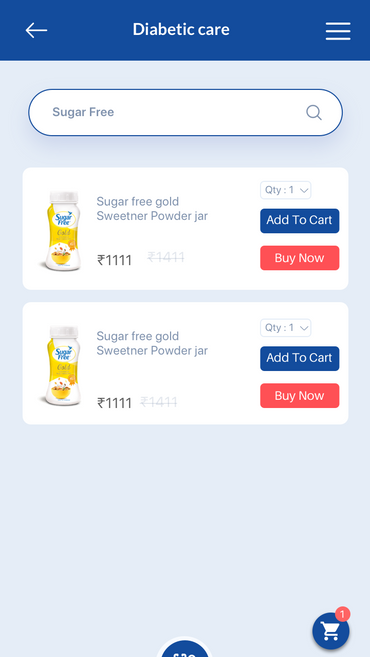 Diabetic care
Sugar Free
Sugar free gold
Sweetner Powder jar
₹1111 ₹1411
Qty : 1
Add To Cart
Buy Now
Sugar
Free
Gold
Sugar free gold
Sweetner Powder jar
₹1111 ₹1411
Qty : 1
Add To Cart
Buy Now
Sugar
Free
Gold
1